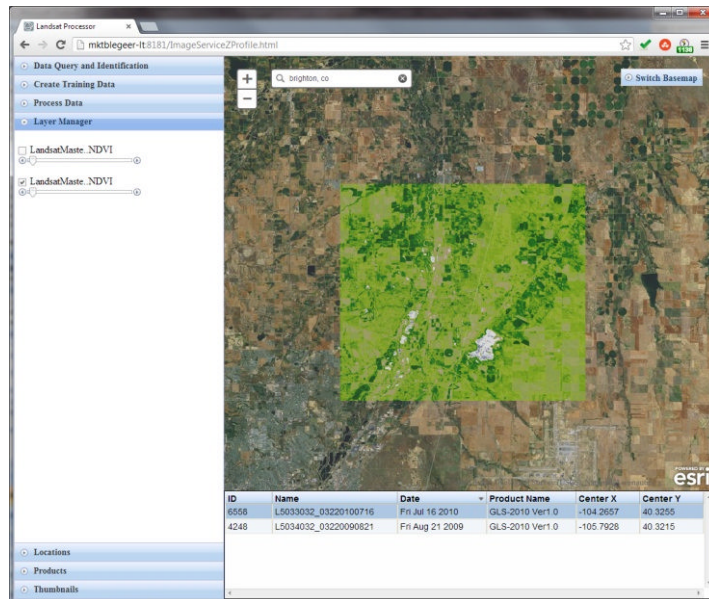 Landsat Processor
mktblegeer-lt:8181/ImageServiceZProfile.html
Data Query and Identification
Create Training Data
Process Data
Layer Manager
LandsatMaste..NDVI
LandsatMaste..NDVI
Locations
Products
Thumbnails
+
brighton, co
Switch Basemap
−
POWERED BY
esri
ID Name Date Product Name Center X Center Y
6558 L5033032_03220100716 Fri Jul 16 2010 GLS-2010 Ver1.0 -104.2657 40.3255
4248 L5034032_03220090821 Fri Aug 21 2009 GLS-2010 Ver1.0 -105.7928 40.3215